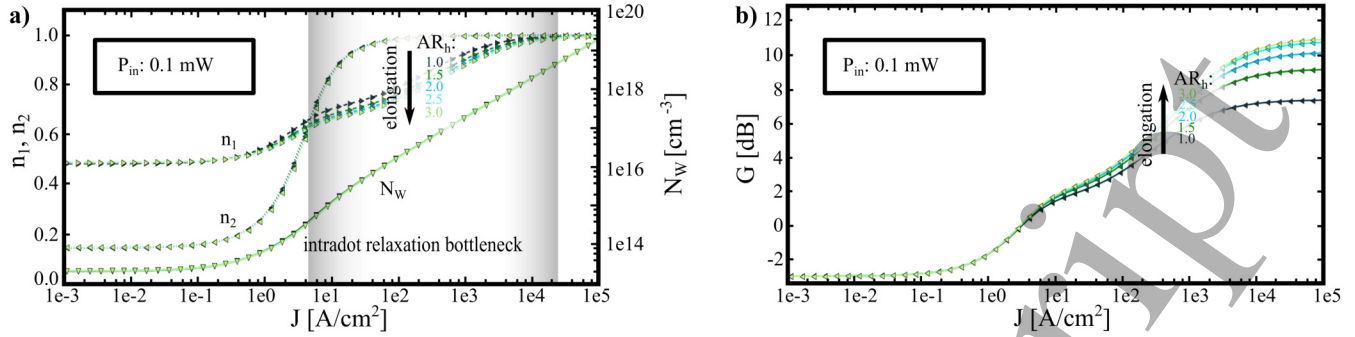 a)
1e20
1.0
P_in: 0.1 mW
AR_h:
1.0
1.5
2.0
2.5
3.0
elongation
0.8
1e18
n_1, n_2
0.6
n_1
N_W [cm^-3]
1e16
0.4
N_W
n_2
0.2
intradot relaxation bottleneck
1e14
0.0
1e-3
1e-2
1e-1
1e0
1e1
1e2
1e3
1e4
1e5
J [A/cm²]
b)
10
8
P_in: 0.1 mW
AR_h:
3.0
2.0
1.5
1.0
elongation
6
G [dB]
4
2
0
-2
1e-3
1e-2
1e-1
1e0
1e1
1e2
1e3
1e4
1e5
J [A/cm²]
ript